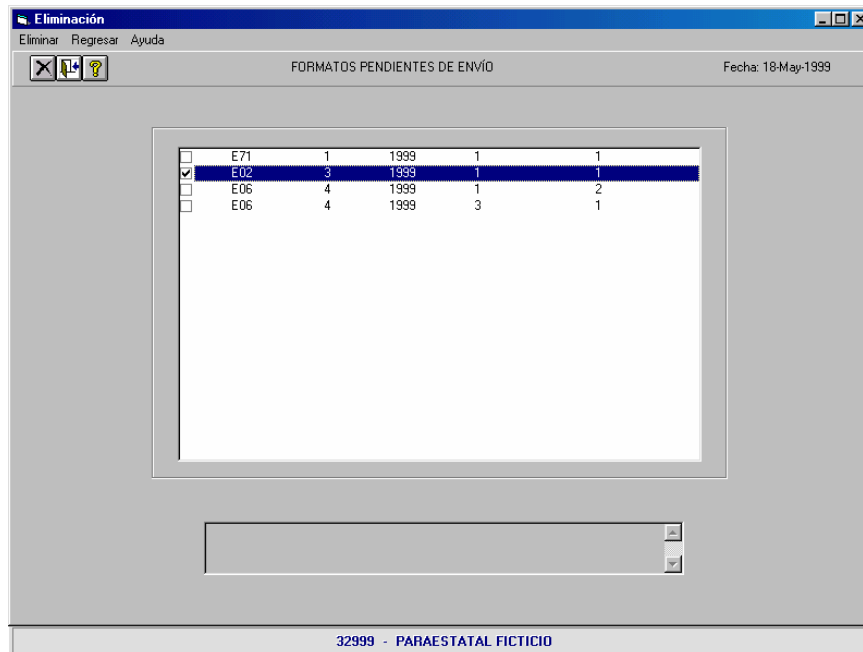 Eliminación
Eliminar Regresar Ayuda
FORMATOS PENDIENTES DE ENVÍO Fecha: 18-May-1999
E71 1 1999 1 1
E02 3 1999 1 1
E06 4 1999 1 2
E06 4 1999 3 1
32999 - PARAESTATAL FICTICIO